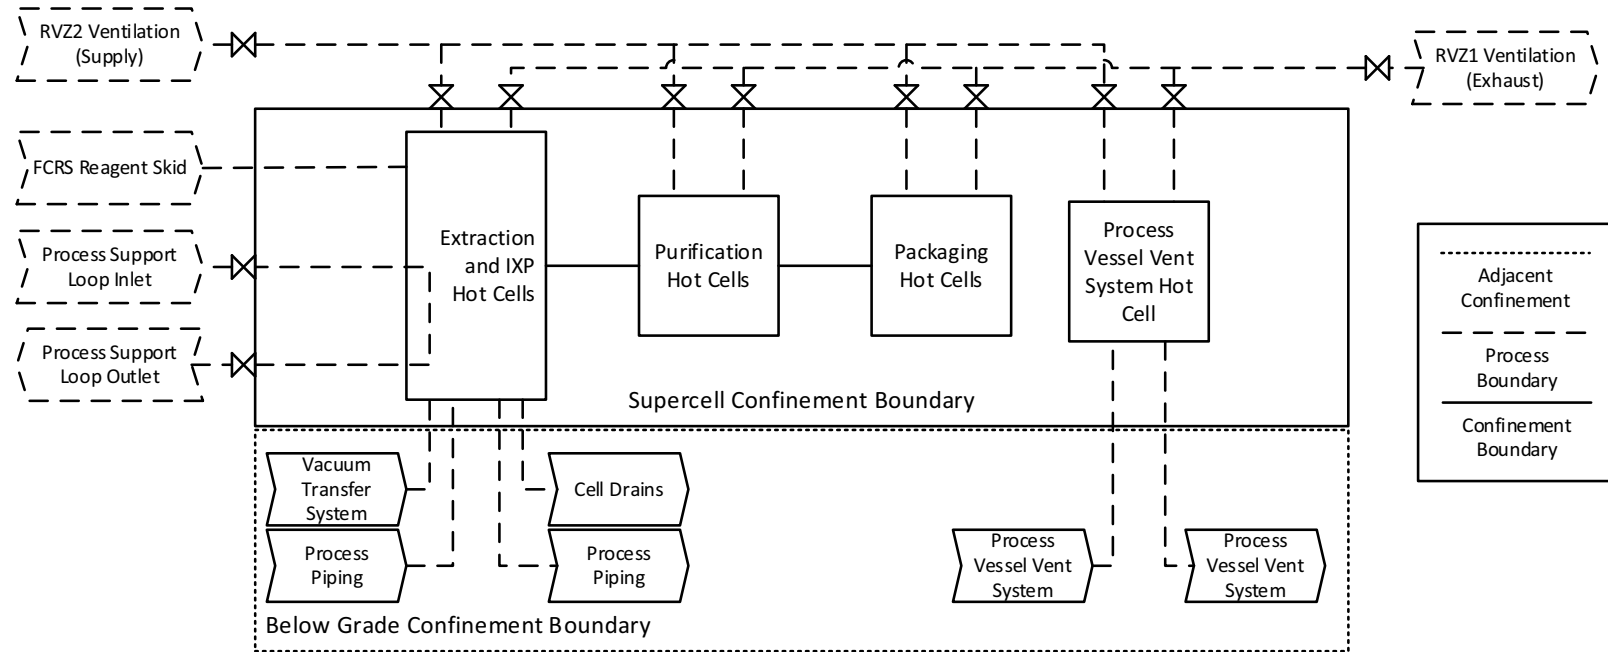 RVZ2 Ventilation
(Supply)
RVZ1 Ventilation
(Exhaust)
FCRS Reagent Skid
Process Support
Loop Inlet
Process Support
Loop Outlet
Extraction
and IXP
Hot Cells
Purification
Hot Cells
Packaging
Hot Cells
Process
Vessel Vent
System Hot
Cell
Adjacent
Confinement
Process
Boundary
Confinement
Boundary
Supercell Confinement Boundary
Vacuum
Transfer
System
Cell Drains
Process
Piping
Process
Piping
Process
Vessel Vent
System
Process
Vessel Vent
System
Below Grade Confinement Boundary